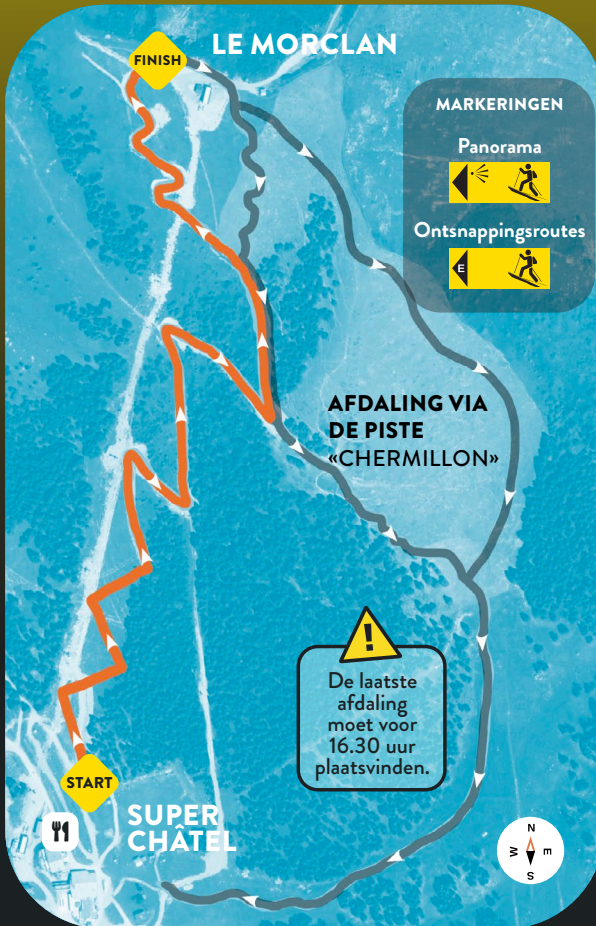 LE MORCLAN
FINISH
MARKERINGEN
Panorama
Ontsnappingsroutes
E
AFDALING VIA
DE PISTE
«CHERMILLON»
!
De laatste
afdaling
moet voor
16.30 uur
plaatsvinden.
START
SUPER
CHÂTEL
N
W E
S